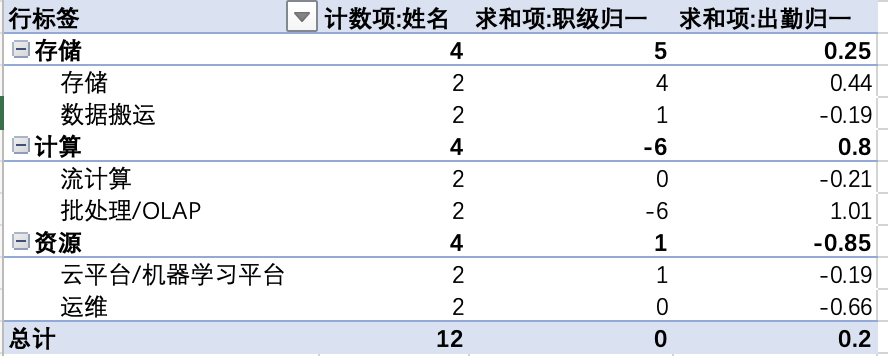 行标签 计数项:姓名 求和项:职级归一 求和项:出勤归一
存储 4 5 0.25
存储 2 4 0.44
数据搬运 2 1 -0.19
计算 4 -6 0.8
流计算 2 0 -0.21
批处理/OLAP 2 -6 1.01
资源 4 1 -0.85
云平台/机器学习平台 2 1 -0.19
运维 2 0 -0.66
总计 12 0 0.2